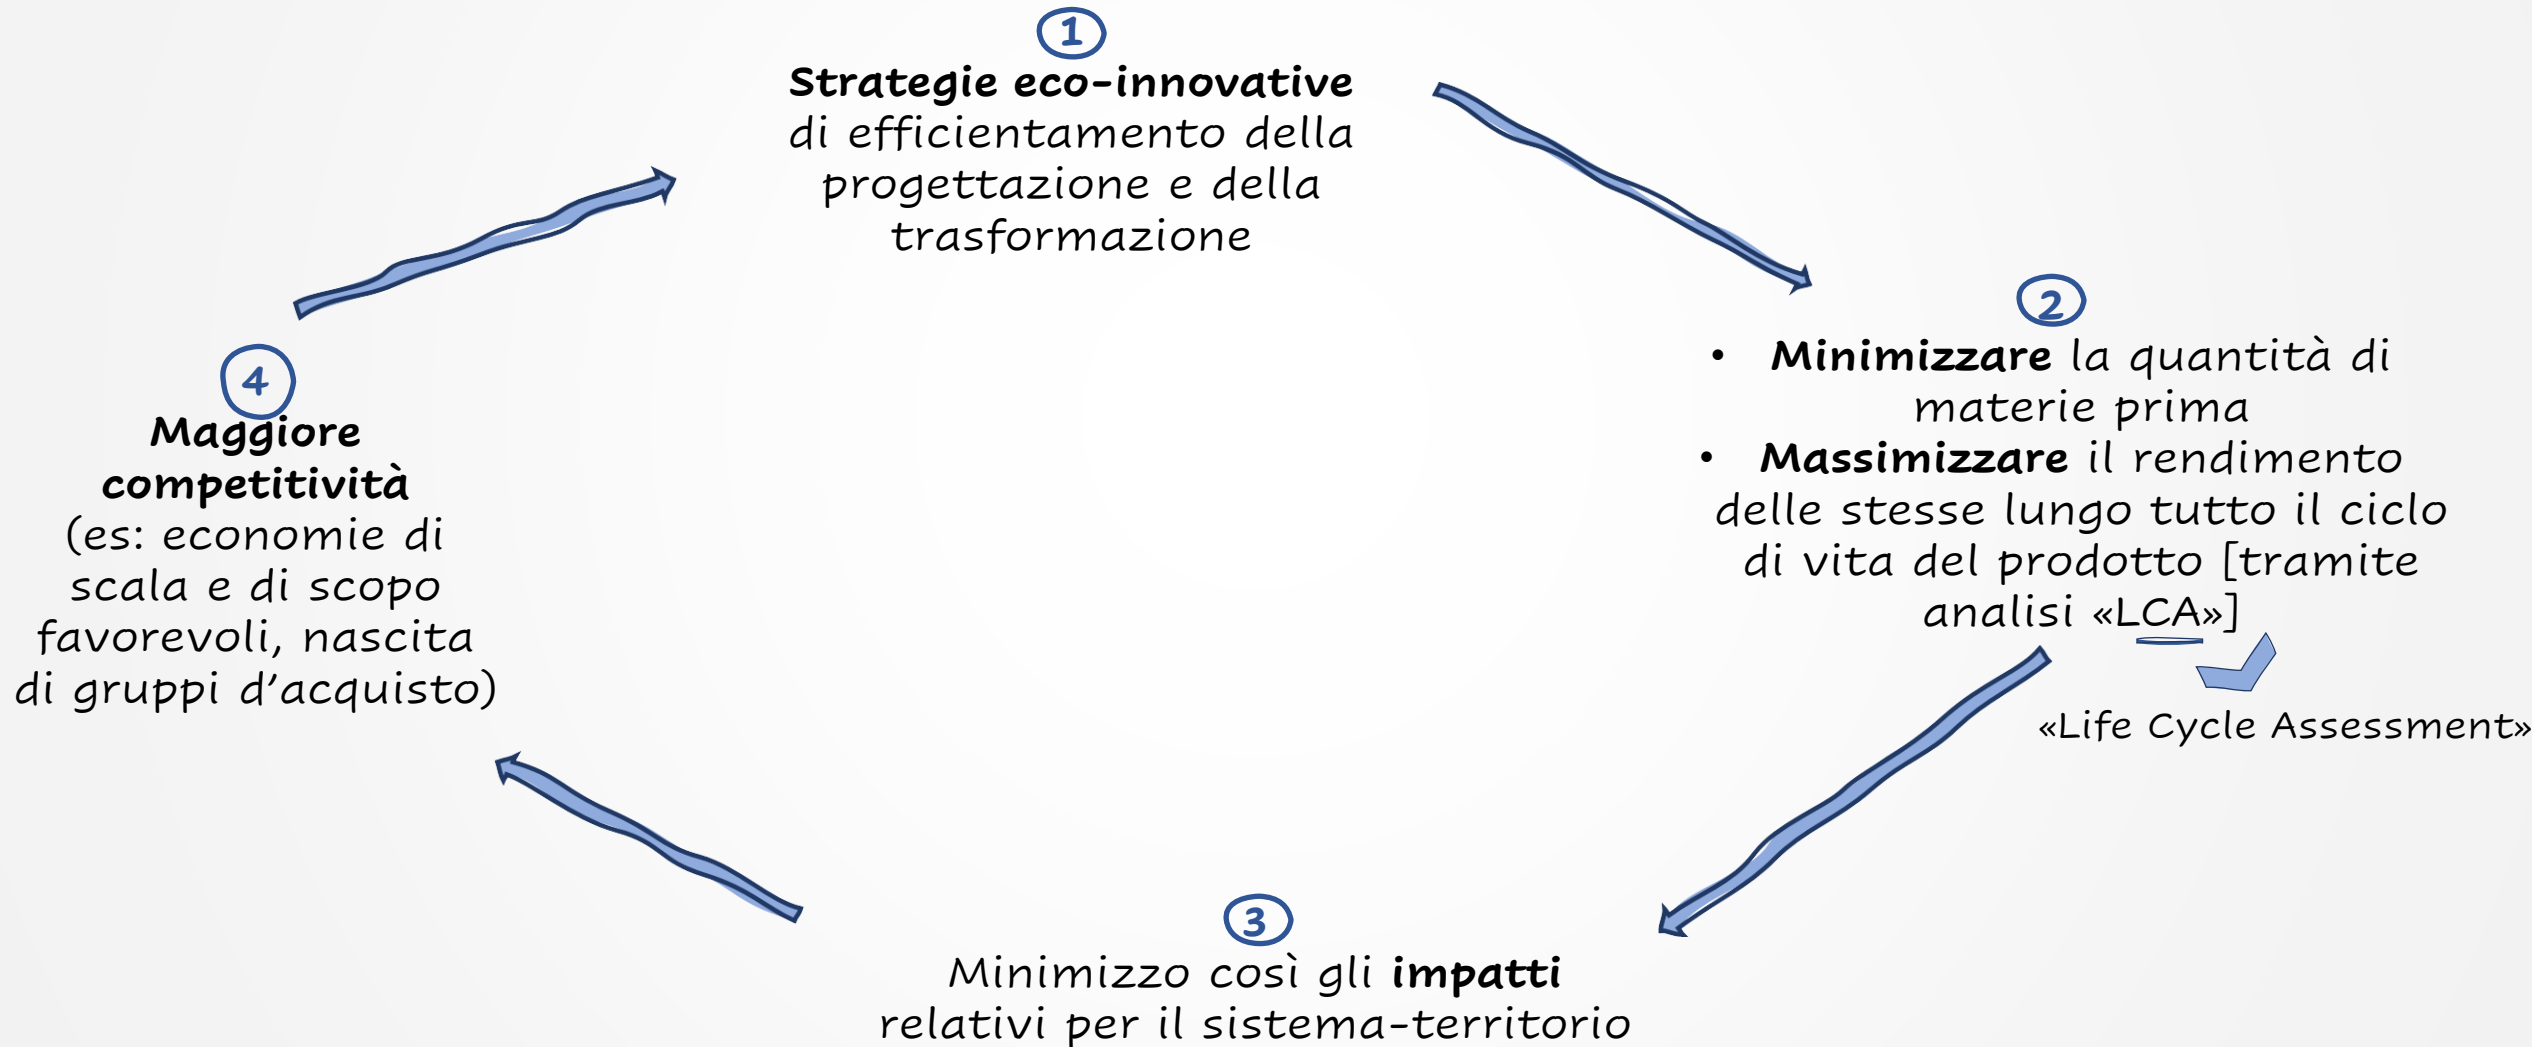 1
Strategie eco-innovative
di efficientamento della
progettazione e della
trasformazione
2
• Minimizzare la quantità di
materie prima
• Massimizzare il rendimento
delle stesse lungo tutto il ciclo
di vita del prodotto [tramite
analisi «LCA»]
«Life Cycle Assessment»
3
Minimizzo così gli impatti
relativi per il sistema-territorio
4
Maggiore
competitività
(es: economie di
scala e di scopo
favorevoli, nascita
di gruppi d’acquisto)